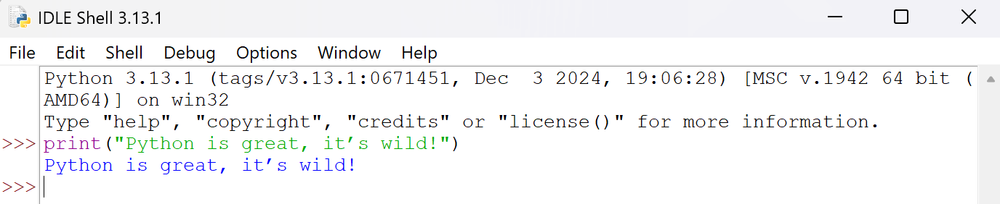 IDLE Shell 3.13.1
File Edit Shell Debug Options Window Help
Python 3.13.1 (tags/v3.13.1:0671451, Dec  3 2024, 19:06:28) [MSC v.1942 64 bit (
AMD64)] on win32
Type "help", "copyright", "credits" or "license()" for more information.
>>> print("Python is great, it’s wild!")
Python is great, it’s wild!
>>>